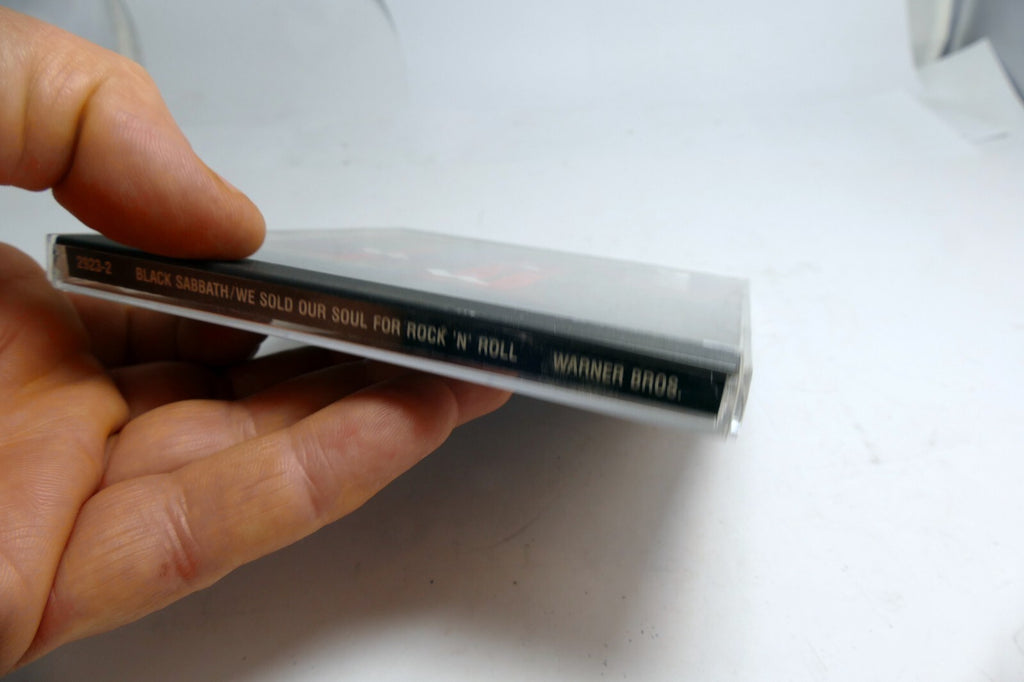 2923-2 BLACK SABBATH/WE SOLD OUR SOUL FOR ROCK 'N' ROLL WARNER BROS.